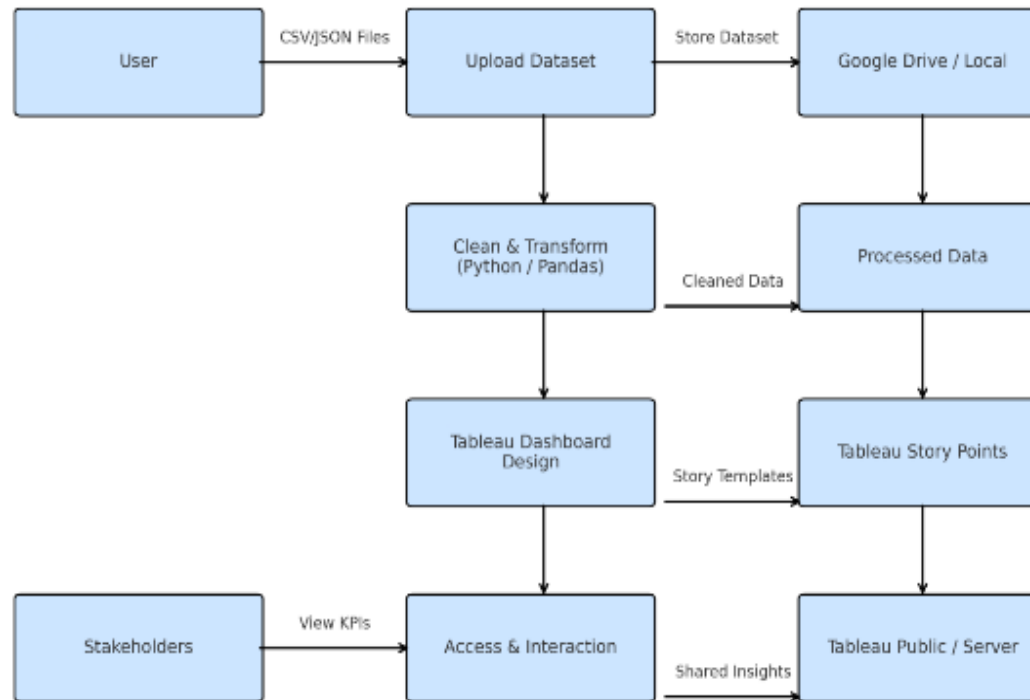 User
CSV/JSON Files
Upload Dataset
Store Dataset
Google Drive / Local
Clean & Transform
(Python / Pandas)
Cleaned Data
Processed Data
Tableau Dashboard
Design
Story Templates
Tableau Story Points
Stakeholders
View KPIs
Access & Interaction
Shared Insights
Tableau Public / Server